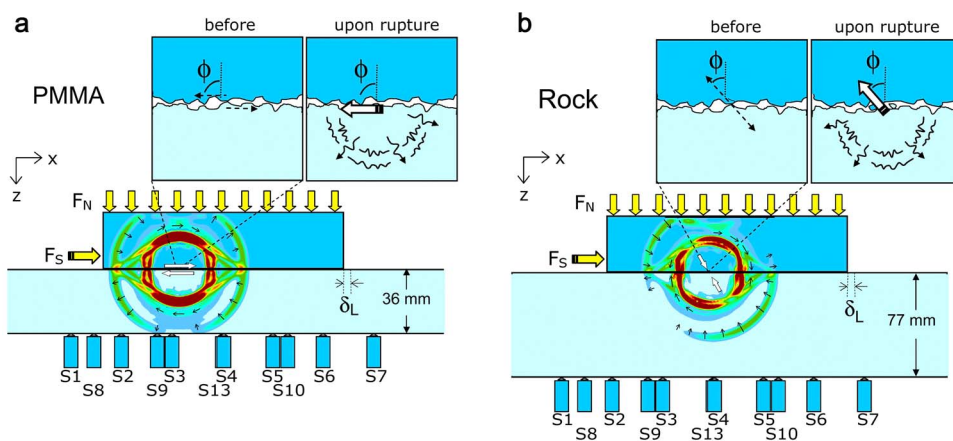 a
before
upon rupture
ϕ
ϕ
PMMA
x
z
F_N
F_S
δ_L
36 mm
S1 S2 S3 S4 S5 S6 S7
S8 S9 S13 S10
b
before
upon rupture
ϕ
ϕ
Rock
x
z
F_N
F_S
δ_L
77 mm
S1 S2 S3 S4 S5 S6 S7
S8 S9 S13 S10